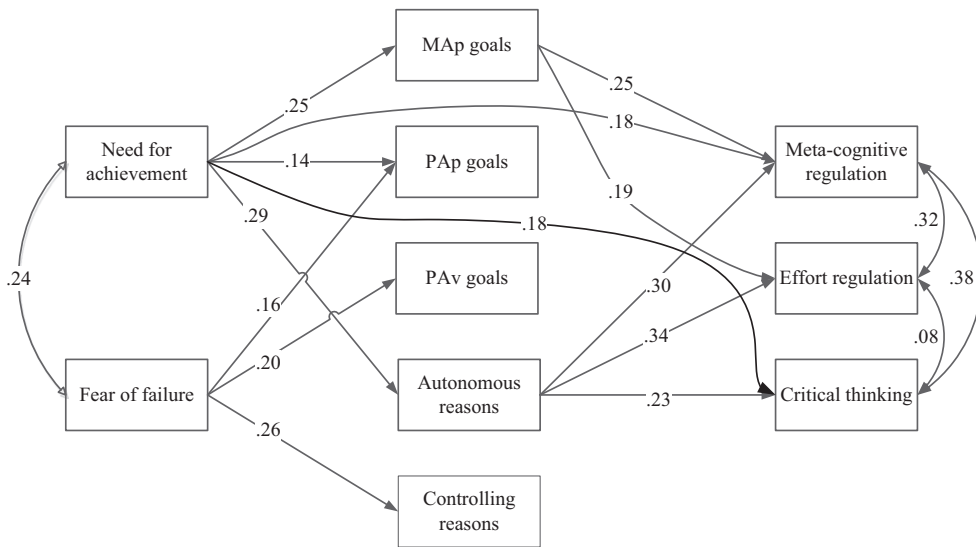 MAp goals
.25
.25
.18
Need for
achievement
.14
PAp goals
Meta-cognitive
regulation
.19
.29
.18
.32
.24
PAv goals
Effort regulation
.38
.16
.30
.34
.08
.20
Fear of failure
Autonomous
reasons
.23
Critical thinking
.26
Controlling
reasons